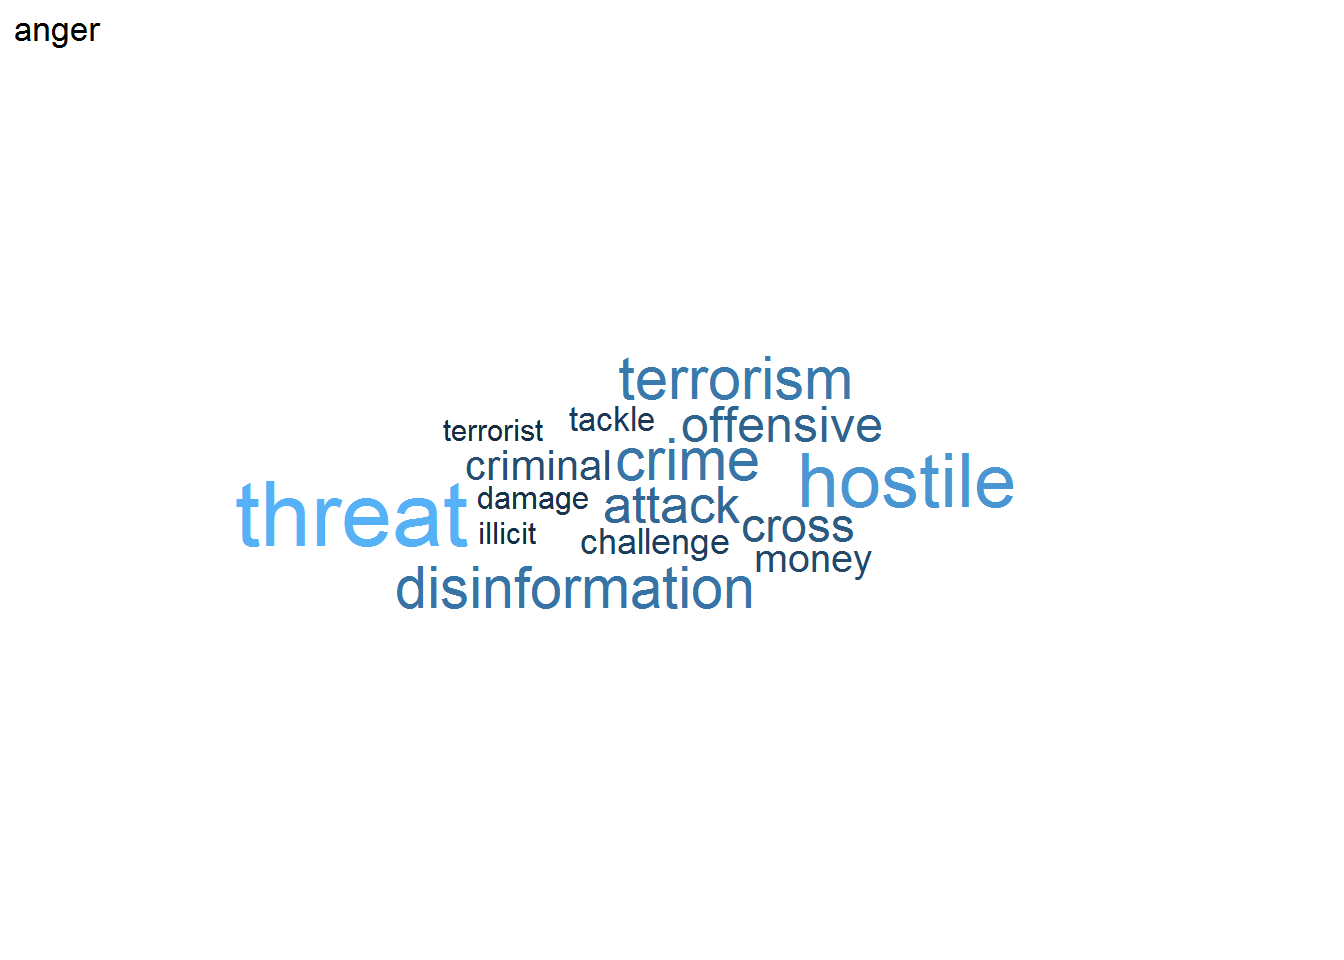 anger
terrorism
tackle
offensive
terrorist
crime
criminal
hostile
damage
attack
threat
cross
illicit
challenge
money
disinformation